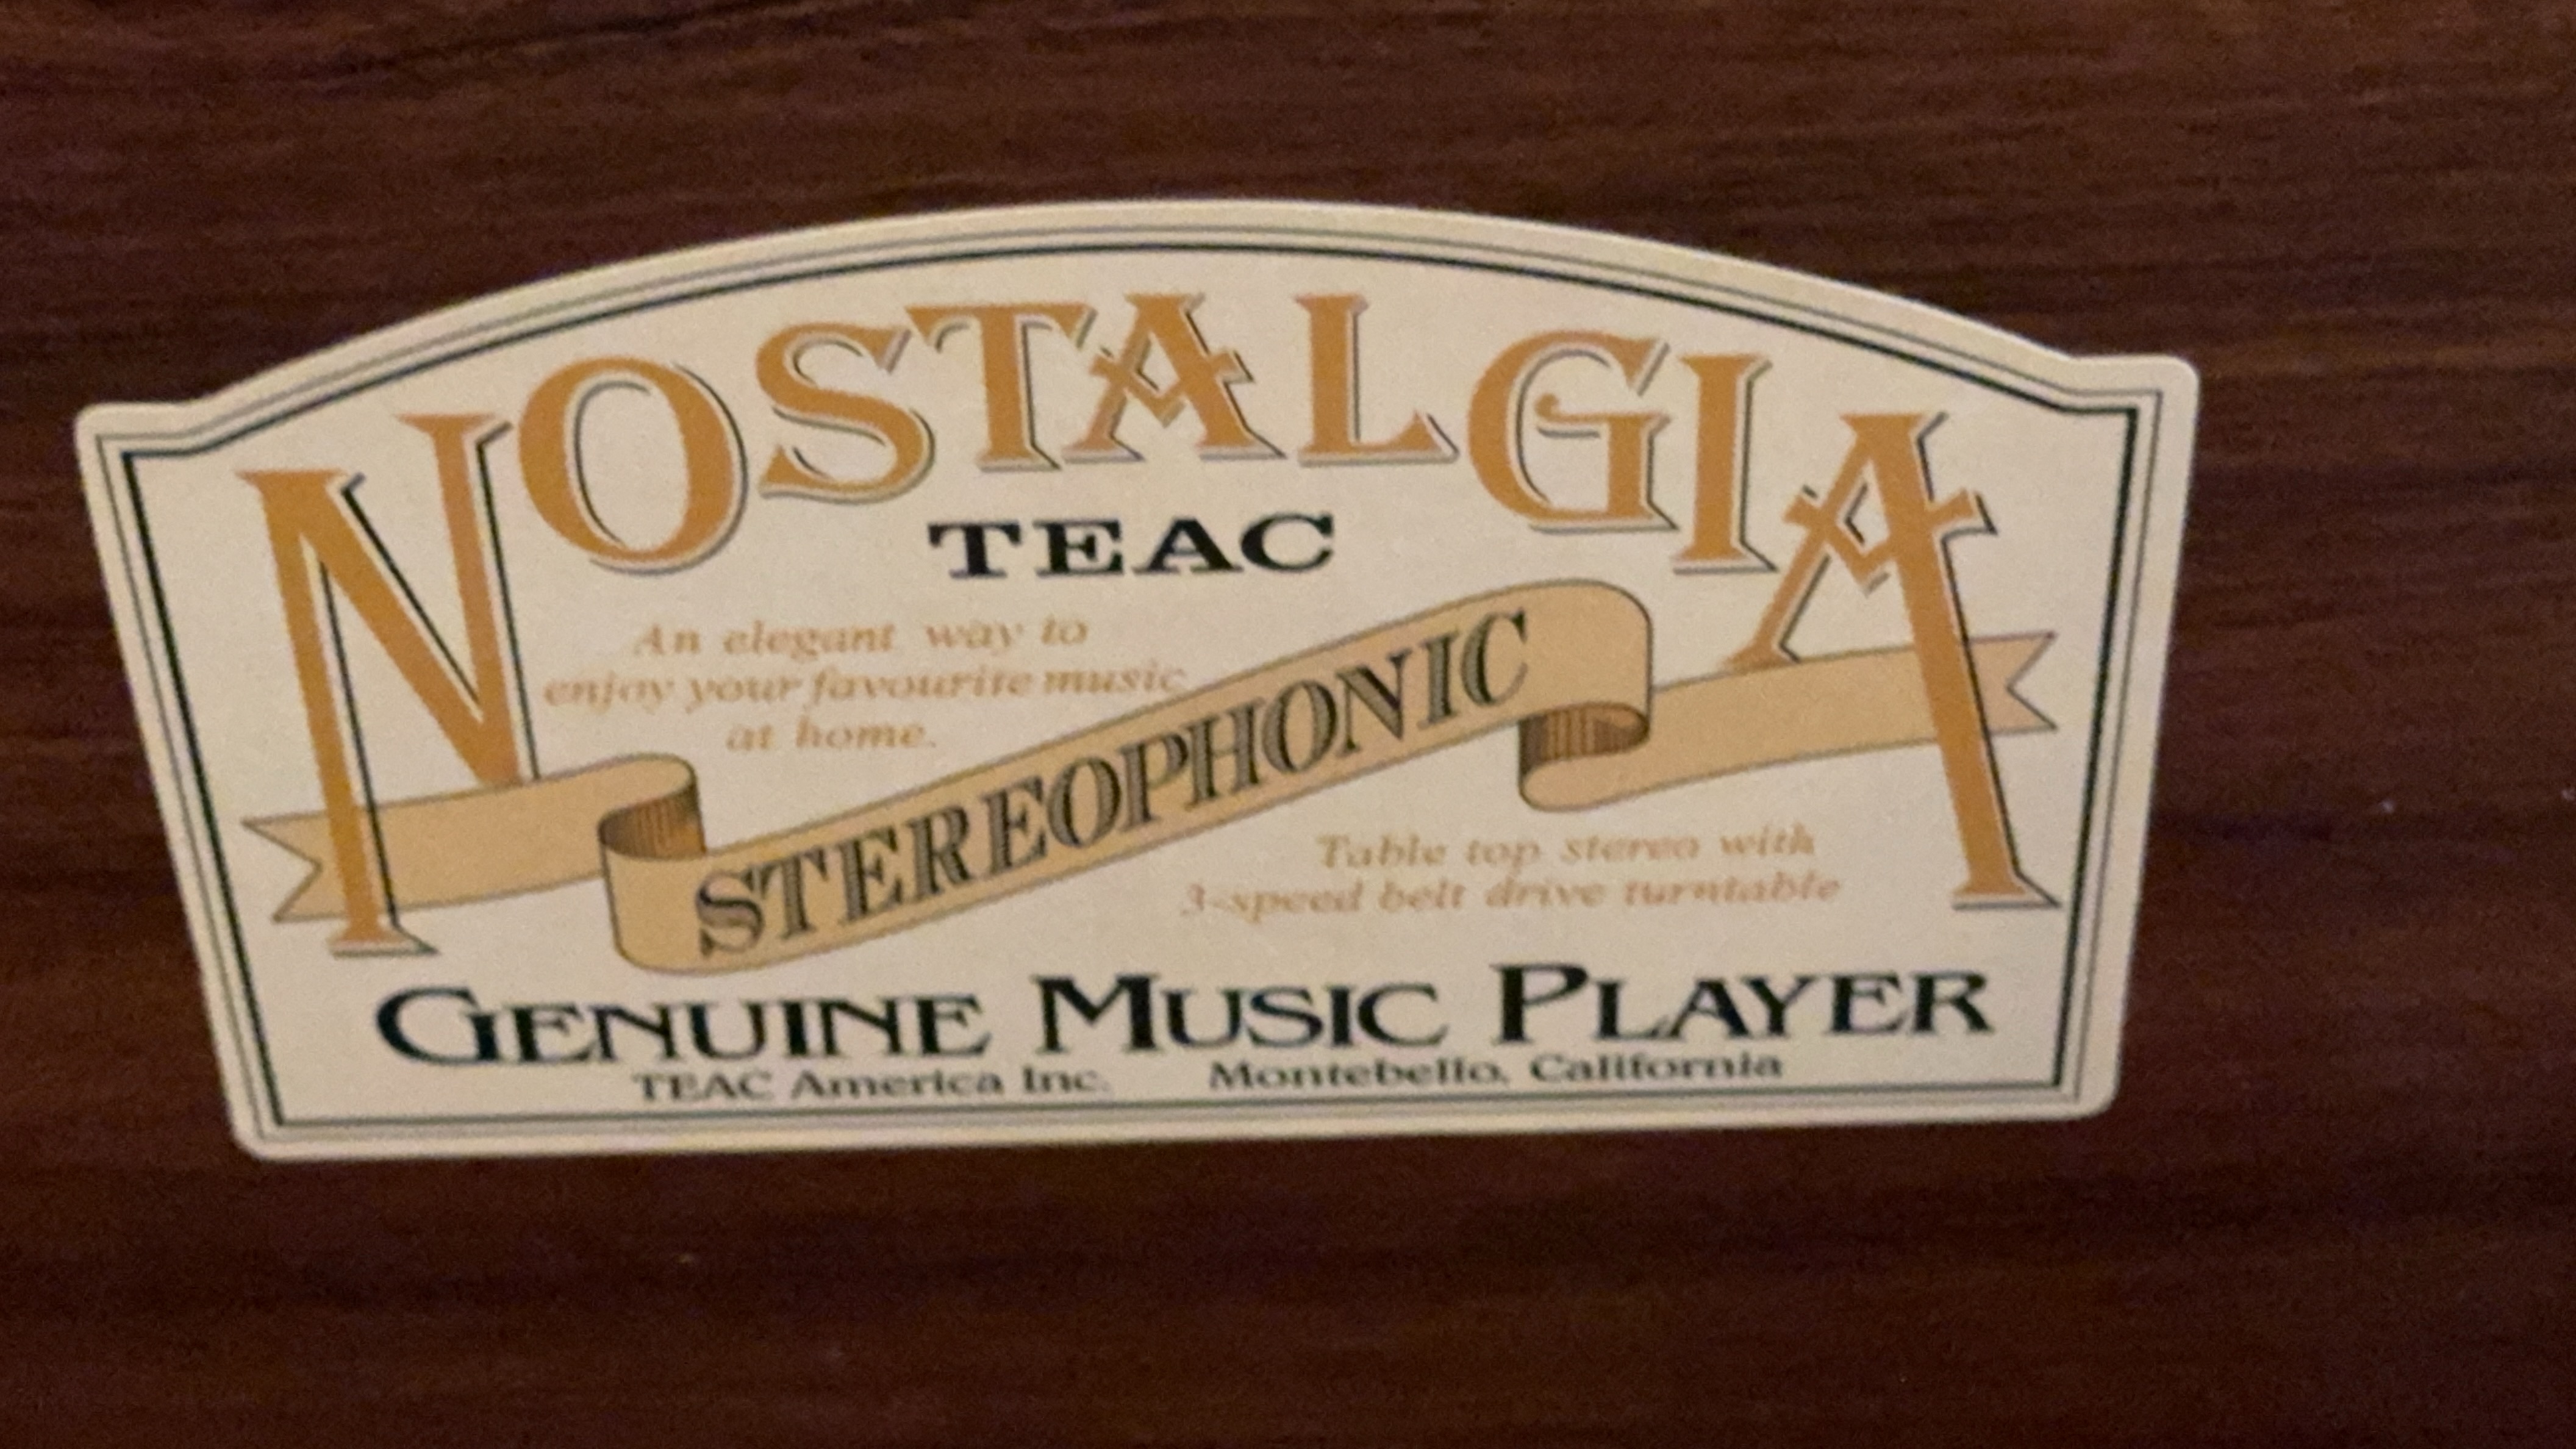 NOSTALGIA
TEAC
An elegant way to
enjoy your favourite music
at home.
STEREOPHONIC
Table top stereo with
3-speed belt drive turntable
GENUINE MUSIC PLAYER
TEAC America Inc. Montebello, California